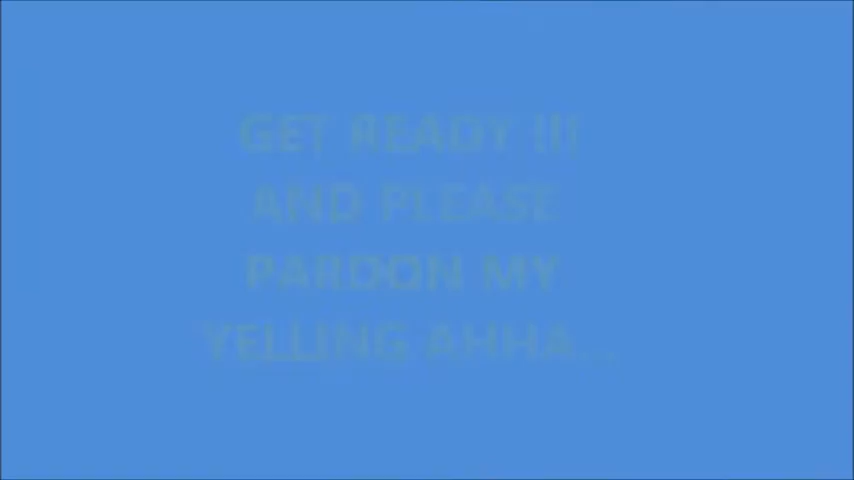 GET READY !!!
AND PLEASE
PARDON MY
YELLING AHHA...